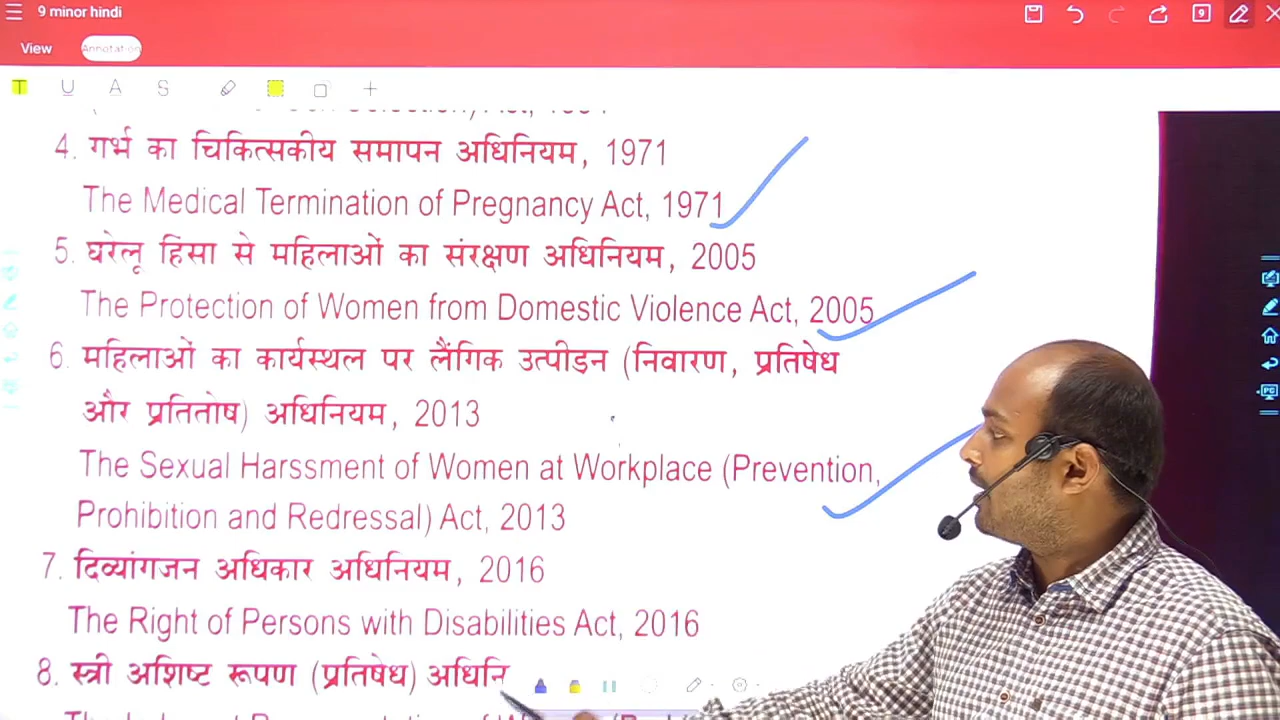 9 minor hindi
9
View
Annotation
T U A S
4. गर्भ का चिकित्सकीय समापन अधिनियम, 1971
The Medical Termination of Pregnancy Act, 1971
5. घरेलू हिंसा से महिलाओं का संरक्षण अधिनियम, 2005
The Protection of Women from Domestic Violence Act, 2005
6. महिलाओं का कार्यस्थल पर लैंगिक उत्पीडन (निवारण, प्रतिषेध
और प्रतितोष) अधिनियम, 2013
The Sexual Harssment of Women at Workplace (Prevention,
Prohibition and Redressal) Act, 2013
7. दिव्यांगजन अधिकार अधिनियम, 2016
The Right of Persons with Disabilities Act, 2016
8. स्त्री अशिष्ट रूपण (प्रतिषेध) अधिनि